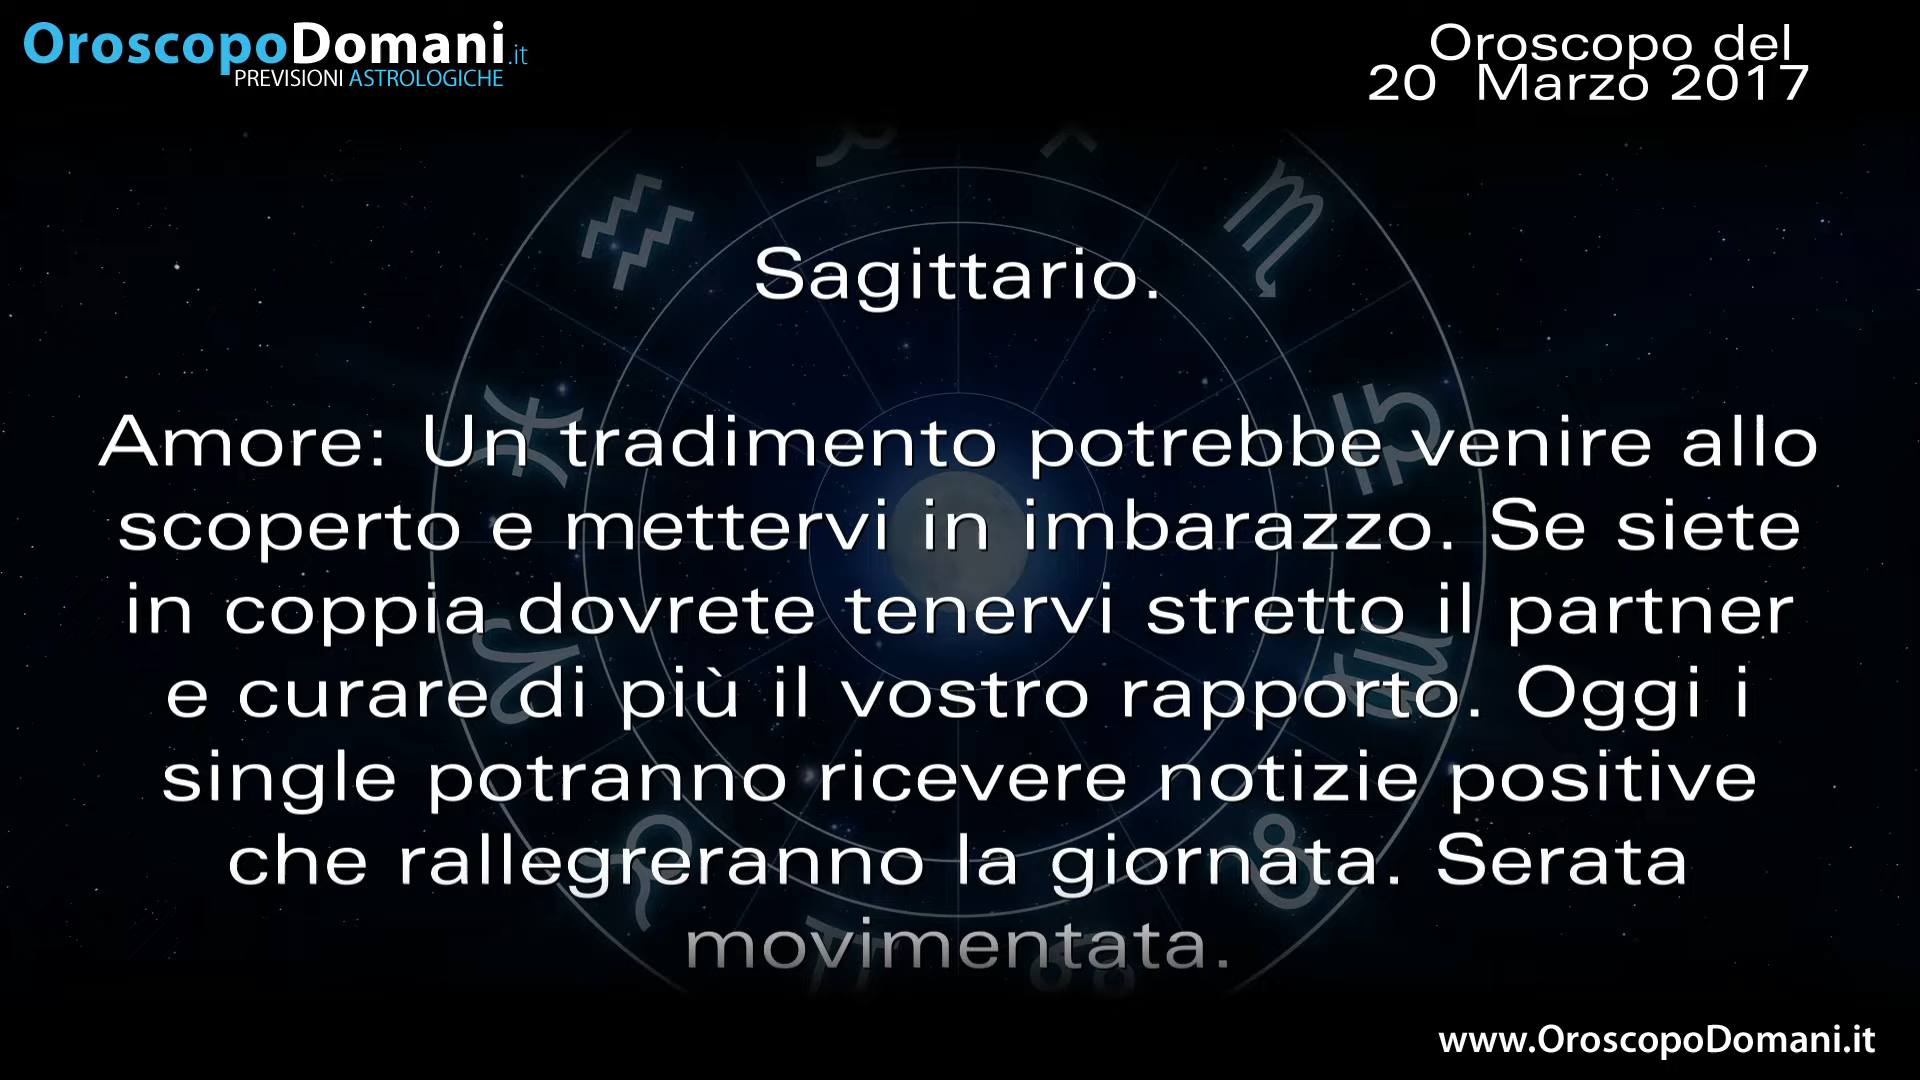 OroscopoDomani.it
PREVISIONI ASTROLOGICHE
Oroscopo del
20 Marzo 2017
Sagittario.
Amore: Un tradimento potrebbe venire allo
scoperto e mettervi in imbarazzo. Se siete
in coppia dovrete tenervi stretto il partner
e curare di più il vostro rapporto. Oggi i
single potranno ricevere notizie positive
che rallegreranno la giornata. Serata
movimentata.
www.OroscopoDomani.it